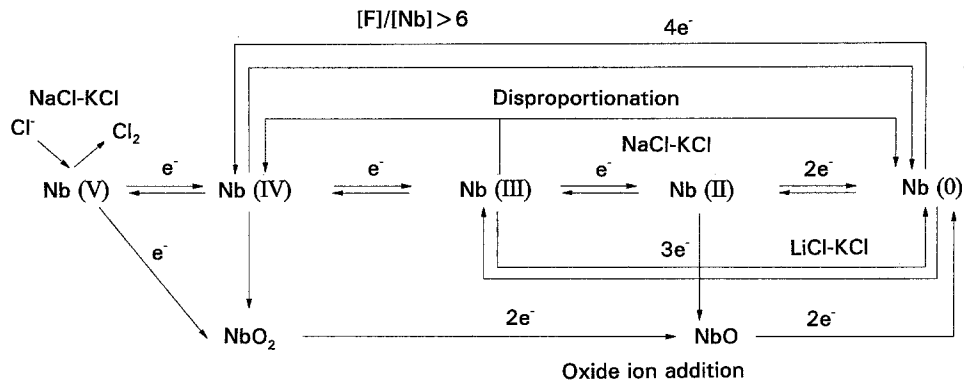 [F]/[Nb]>6
4e⁻
NaCl-KCl
Disproportionation
Cl⁻ Cl₂
NaCl-KCl
Nb (V) e⁻ Nb (IV) e⁻ Nb (III) e⁻ Nb (II) 2e⁻ Nb (0)
e⁻ 3e⁻ LiCl-KCl
NbO₂ 2e⁻ NbO 2e⁻
Oxide ion addition